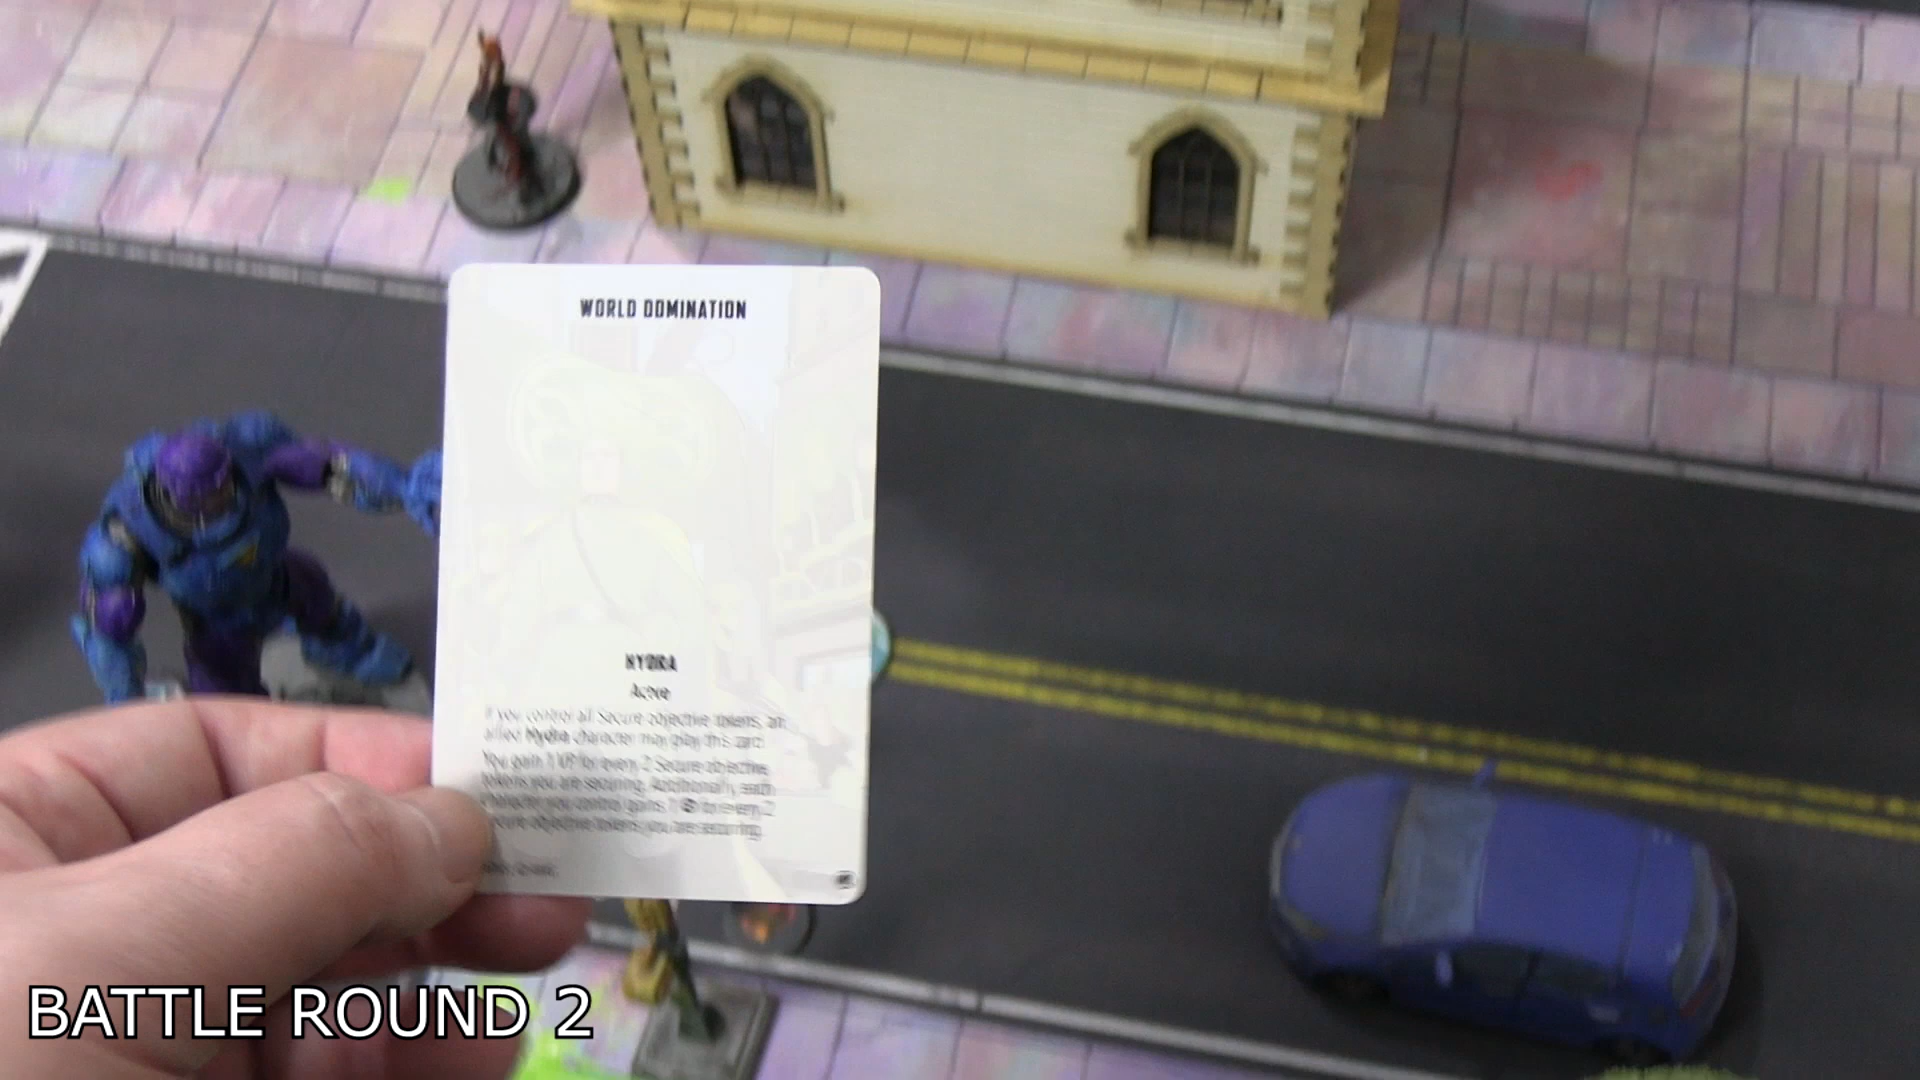 WORLD DOMINATION
HYDRA
Active
If you control all Secure objective tokens, an
allied Hydra character may play this card.
You gain 1 VP for every 2 Secure objective
tokens you are securing. Additionally, each
character you control gains 1 for every 2
Secure objective tokens you are securing.
BATTLE ROUND 2